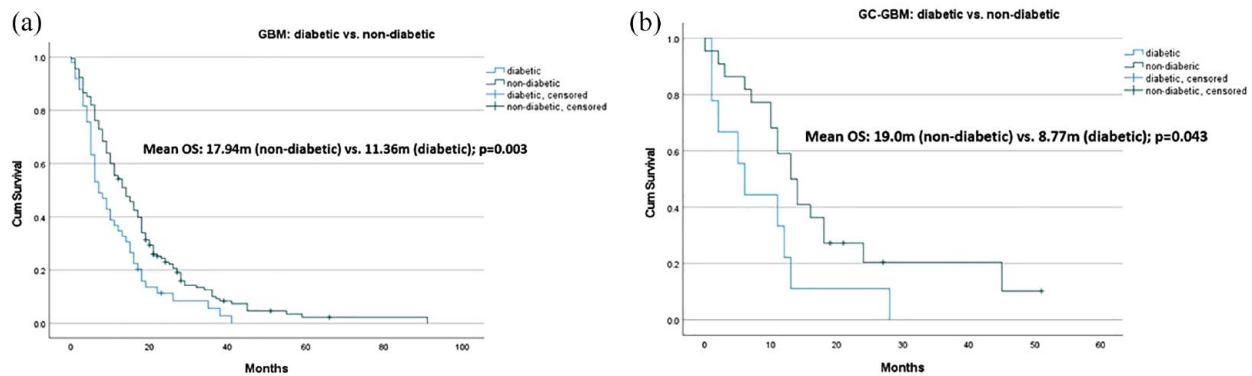 (a)
GBM: diabetic vs. non-diabetic
1.0
0.8
0.6
0.4
0.2
0.0
Cum Survival
0 20 40 60 80 100
Months
diabetic
non-diabetic
diabetic, censored
non-diabetic, censored
Mean OS: 17.94m (non-diabetic) vs. 11.36m (diabetic); p=0.003
(b)
GC-GBM: diabetic vs. non-diabetic
1.0
0.8
0.6
0.4
0.2
0.0
Cum Survival
0 10 20 30 40 50 60
Months
diabetic
non-diaberic
diabetic, censored
non-diabetic, censored
Mean OS: 19.0m (non-diabetic) vs. 8.77m (diabetic); p=0.043